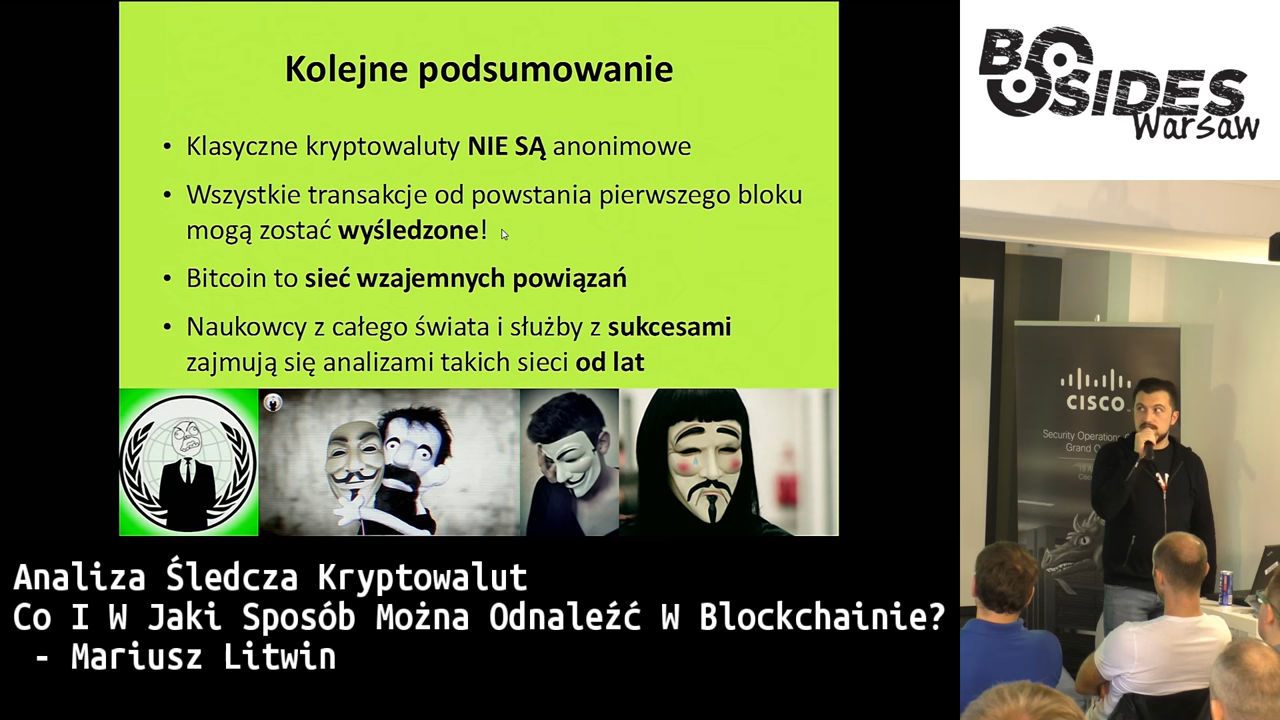 Kolejne podsumowanie
• Klasyczne kryptowaluty NIE SĄ anonimowe
• Wszystkie transakcje od powstania pierwszego bloku
mogą zostać wyśledzone!
• Bitcoin to sieć wzajemnych powiązań
• Naukowcy z całego świata i służby z sukcesami
zajmują się analizami takich sieci od lat
Analiza Śledcza Kryptowalut
Co I W Jaki Sposób Można Odnaleźć W Blockchainie?
- Mariusz Litwin
BSIDES
Warsaw
CISCO
Security Operations
Grand